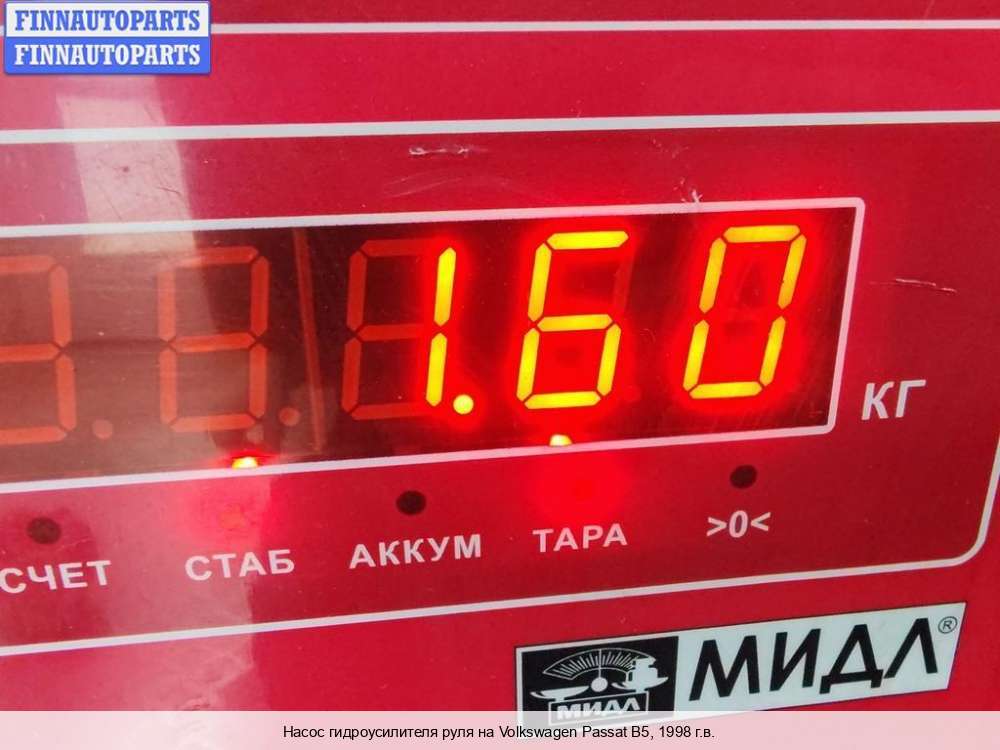 FINNAUTOPARTS
FINNAUTOPARTS
1.60
КГ
СЧЕТ СТАБ АККУМ ТАРА >0<
МИДЛ®
МИДЛ
Насос гидроусилителя руля на Volkswagen Passat B5, 1998 г.в.